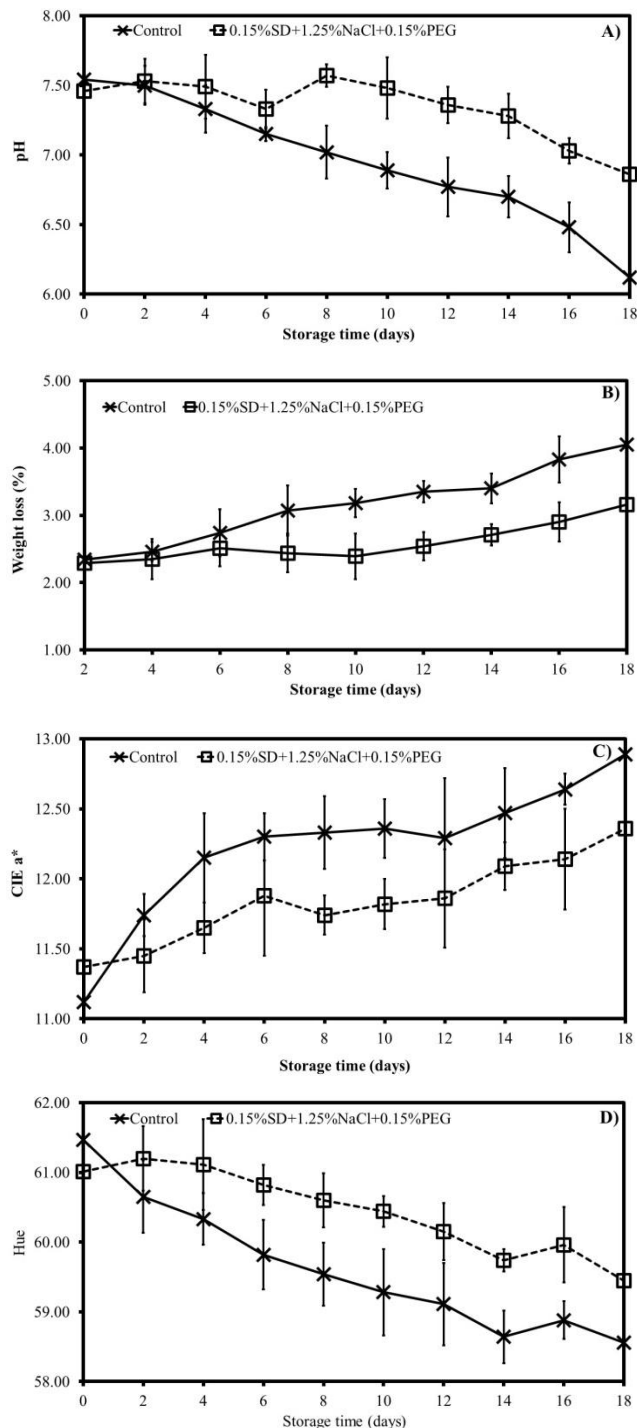 8.00
Control 0.15%SD+1.25%NaCl+0.15%PEG A)
7.50
7.00
6.50
6.00
pH
0 2 4 6 8 10 12 14 16 18
Storage time (days)
5.00
Control 0.15%SD+1.25%NaCl+0.15%PEG B)
4.00
3.00
2.00
1.00
Weight loss (%)
2 4 6 8 10 12 14 16 18
Storage time (days)
13.00
Control 0.15%SD+1.25%NaCl+0.15%PEG C)
12.50
12.00
11.50
11.00
CIE a*
0 2 4 6 8 10 12 14 16 18
Storage time (days)
62.00
Control 0.15%SD+1.25%NaCl+0.15%PEG D)
61.00
60.00
59.00
58.00
Hue
0 2 4 6 8 10 12 14 16 18
Storage time (days)